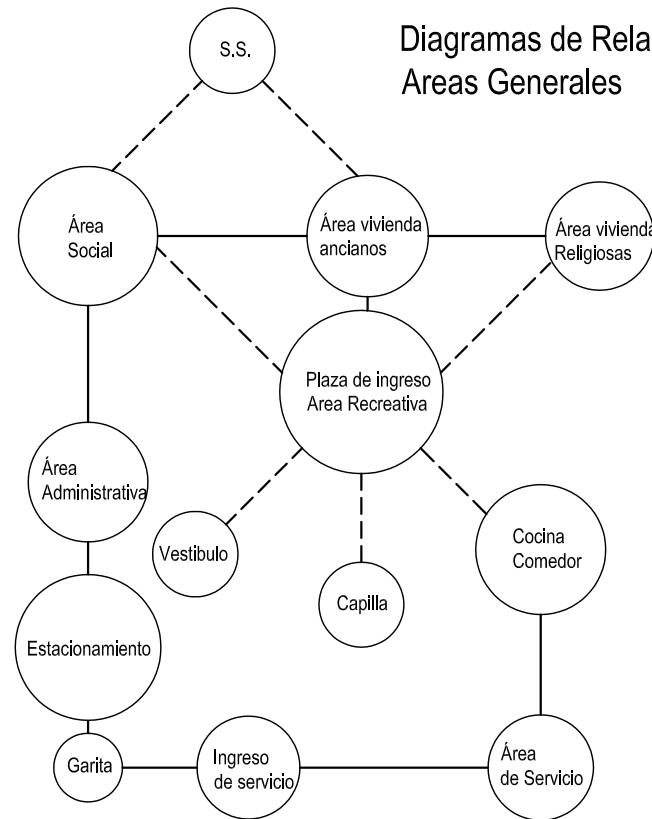 Diagramas de Rela
Areas Generales
S.S.
Área
Social
Área vivienda
ancianos
Área vivienda
Religiosas
Plaza de ingreso
Area Recreativa
Área
Administrativa
Vestibulo
Capilla
Cocina
Comedor
Estacionamiento
Garita
Ingreso
de servicio
Área
de Servicio